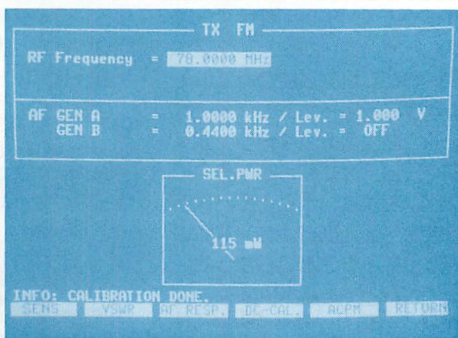 TX FM
RF Frequency = 78.0000 MHz
AF GEN A = 1.0000 kHz / Lev. = 1.000 V
GEN B = 0.4400 kHz / Lev. = OFF
SEL.PWR
115 mW
INFO: CALIBRATION DONE.
SENS VSWR AF RESP. DC-CAL. ACPM RETURN